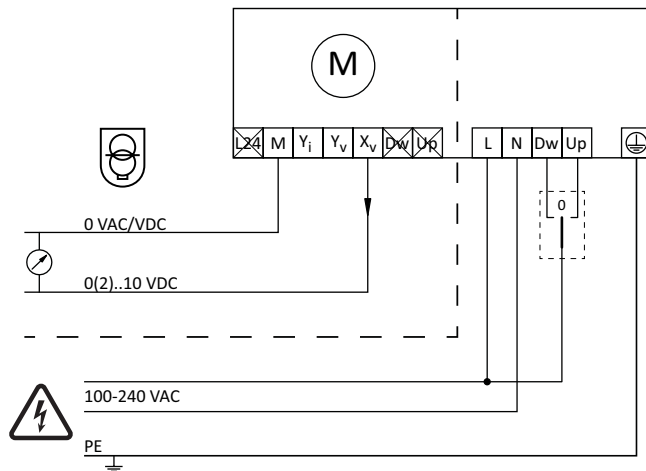 M
L24 M Yi Yv Xv Dw Up L N Dw Up
0
0 VAC/VDC
0(2)..10 VDC
100-240 VAC
PE